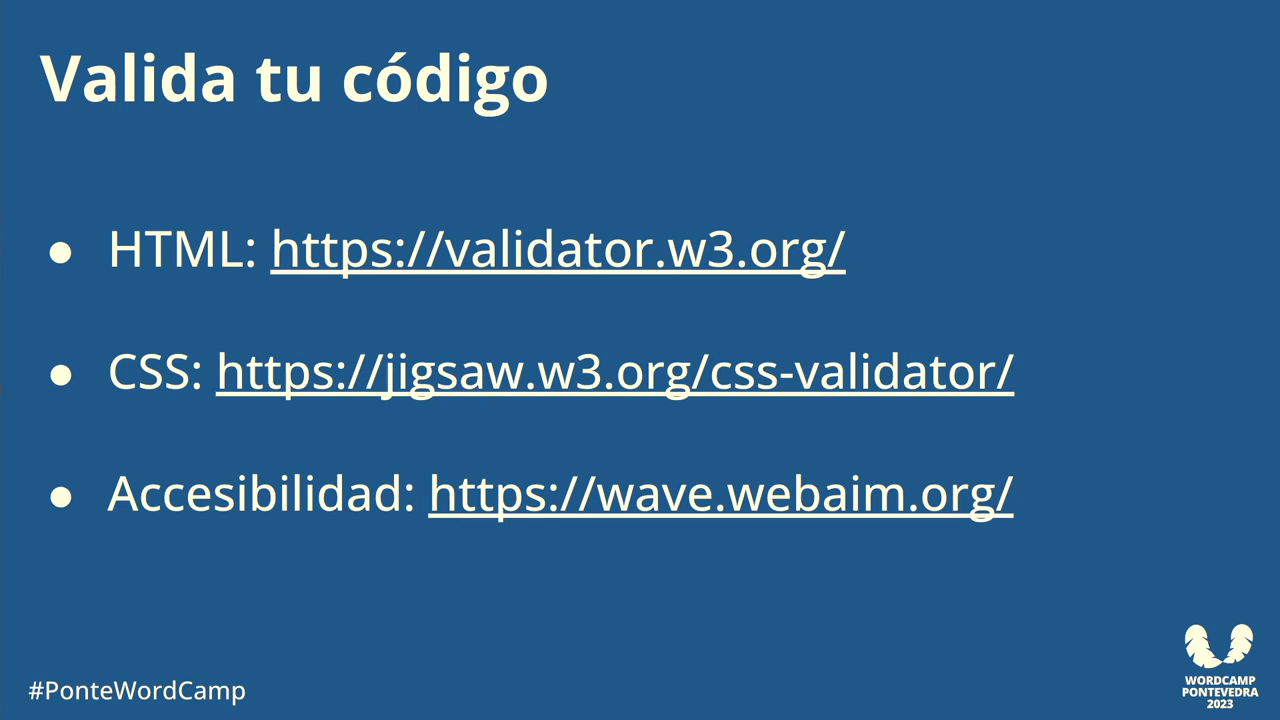 Valida tu código
● HTML: https://validator.w3.org/
● CSS: https://jigsaw.w3.org/css-validator/
● Accesibilidad: https://wave.webaim.org/
#PonteWordCamp
WORDCAMP
PONTEVEDRA
2023